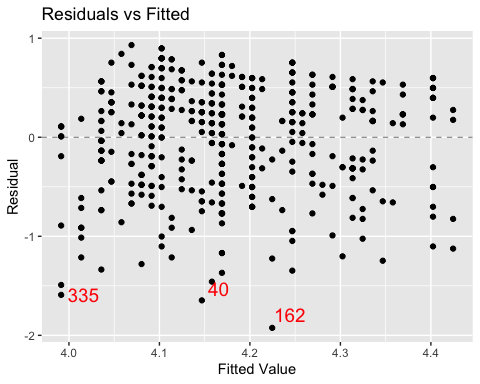 Residuals vs Fitted
1
0
-1
-2
Residual
335
40
162
4.0 4.1 4.2 4.3 4.4
Fitted Value